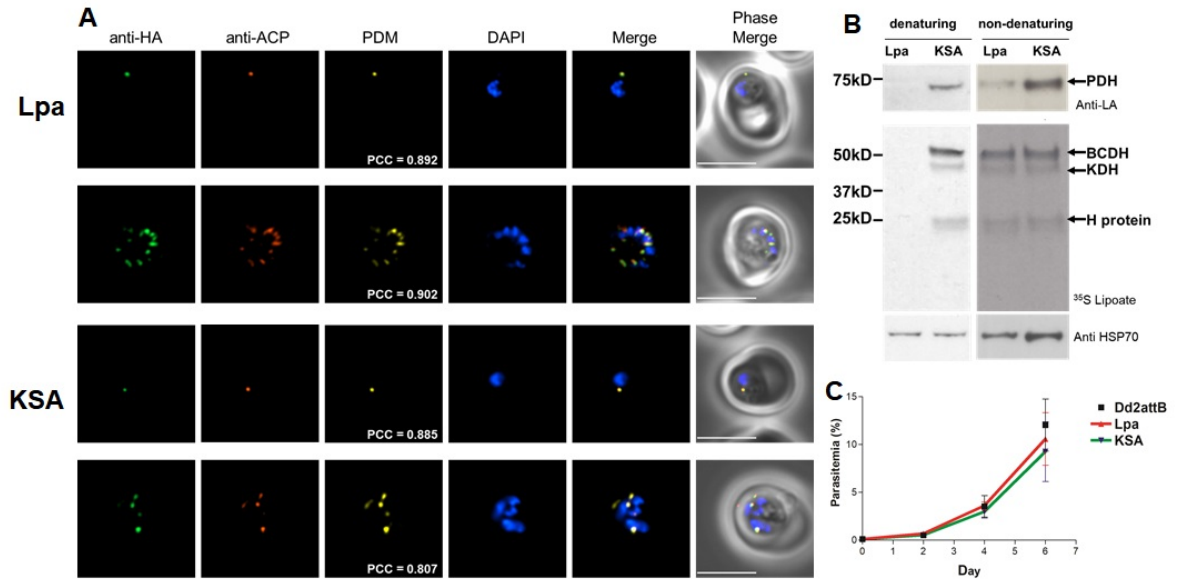 A
anti-HA anti-ACP PDM DAPI Merge Phase Merge
Lpa
PCC = 0.892
PCC = 0.902
KSA
PCC = 0.885
PCC = 0.807
B
denaturing non-denaturing
Lpa KSA Lpa KSA
75kD PDH
Anti-LA
50kD BCDH
KDH
37kD
25kD H protein
35S Lipoate
Anti HSP70
C
15
10
5
0
Parasitemia (%)
0 1 2 3 4 5 6 7
Day
Dd2attB
Lpa
KSA